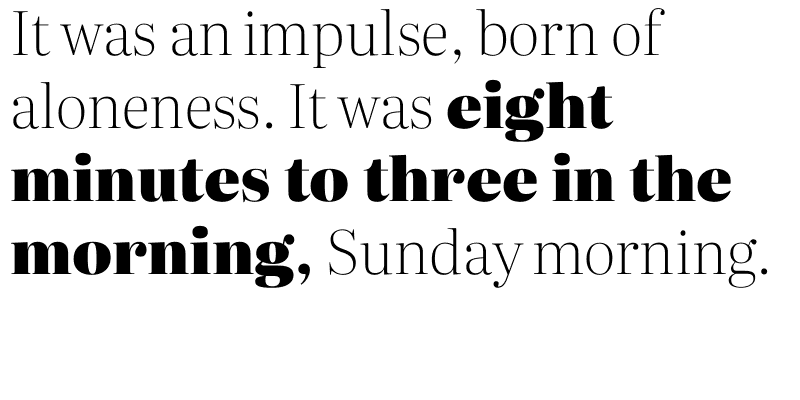 It was an impulse, born of
aloneness. It was eight
minutes to three in the
morning, Sunday morning.